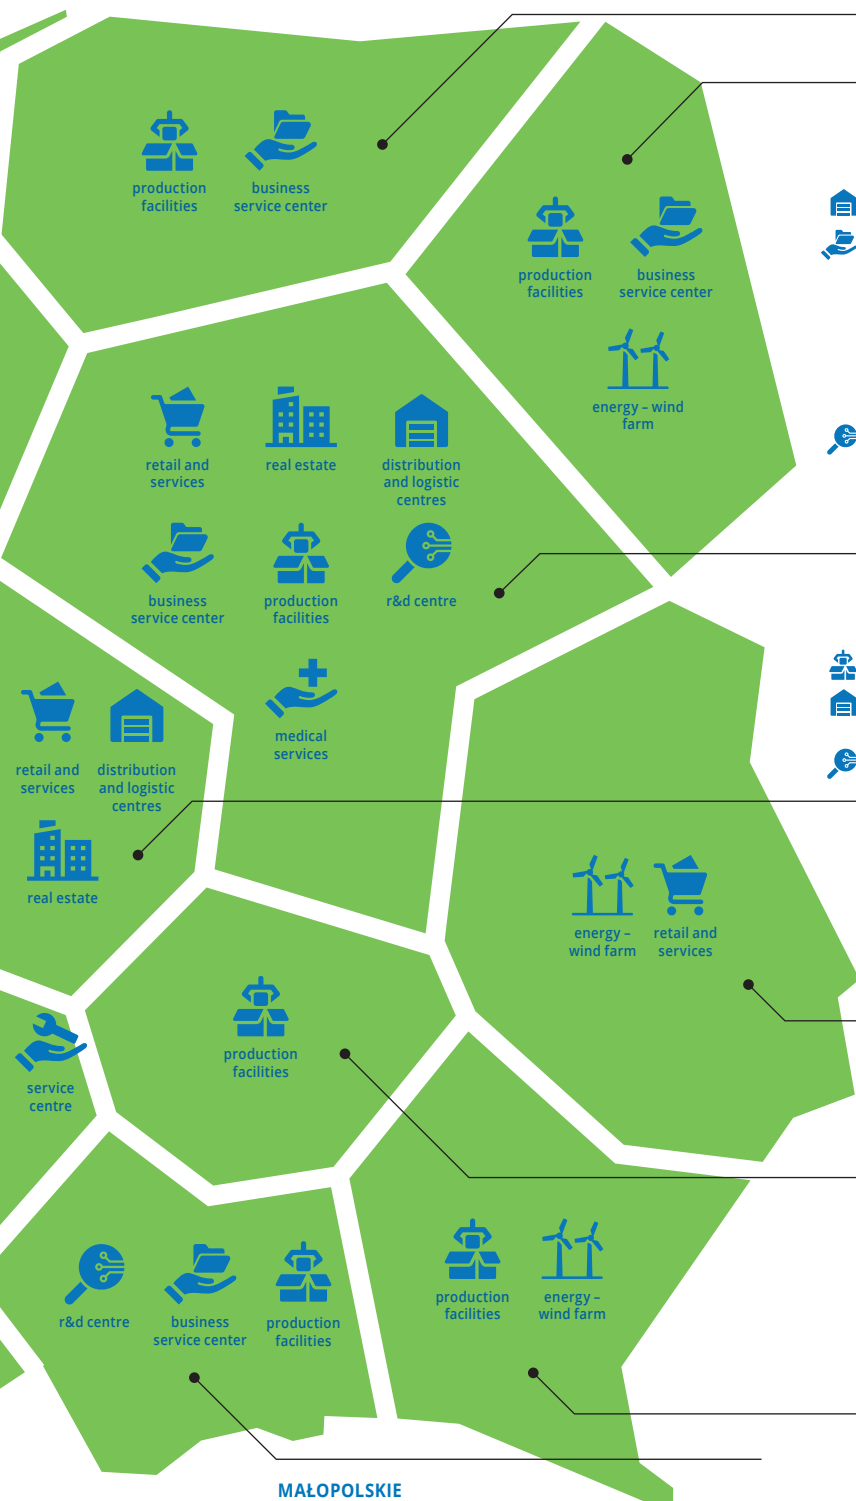 production
facilities
business
service center
production
facilities
business
service center
energy – wind
farm
retail and
services
real estate
distribution
and logistic
centres
business
service center
production
facilities
r&d centre
medical
services
retail and
services
distribution
and logistic
centres
real estate
energy –
wind farm
retail and
services
production
facilities
service
centre
production
facilities
energy –
wind farm
r&d centre
business
service center
production
facilities
MAŁOPOLSKIE